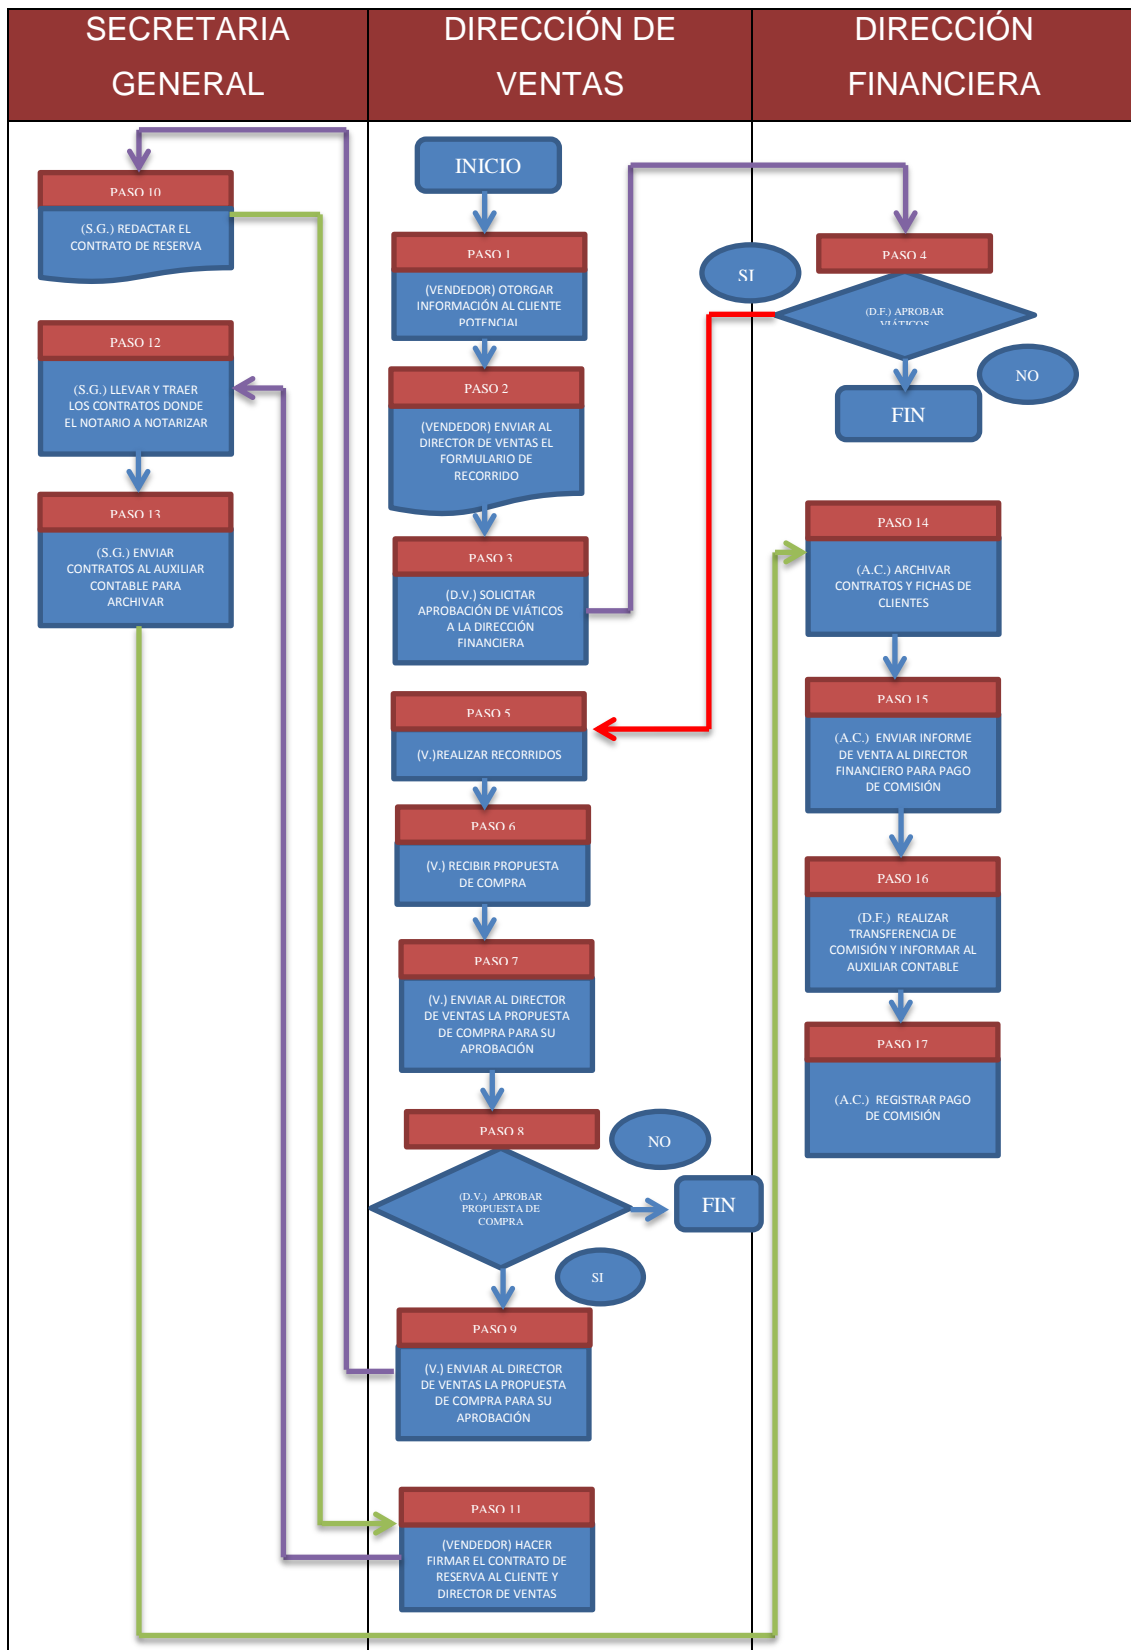 SECRETARIA
GENERAL
DIRECCIÓN DE
VENTAS
DIRECCIÓN
FINANCIERA
PASO 10
(S.G.) REDACTAR EL
CONTRATO DE RESERVA
PASO 12
(S.G.) LLEVAR Y TRAER
LOS CONTRATOS DONDE
EL NOTARIO A NOTARIZAR
PASO 13
(S.G.) ENVIAR
CONTRATOS AL AUXILIAR
CONTABLE PARA
ARCHIVAR
INICIO
PASO 1
(VENDEDOR) OTORGAR
INFORMACIÓN AL CLIENTE
POTENCIAL
PASO 2
(VENDEDOR) ENVIAR AL
DIRECTOR DE VENTAS EL
FORMULARIO DE
RECORRIDO
PASO 3
(D.V.) SOLICITAR
APROBACIÓN DE VIÁTICOS
A LA DIRECCIÓN
FINANCIERA
PASO 5
(V.)REALIZAR RECORRIDOS
PASO 6
(V.) RECIBIR PROPUESTA
DE COMPRA
PASO 7
(V.) ENVIAR AL DIRECTOR
DE VENTAS LA PROPUESTA
DE COMPRA PARA SU
APROBACIÓN
PASO 8
(D.V.) APROBAR
PROPUESTA DE
COMPRA
NO
FIN
SI
PASO 9
(V.) ENVIAR AL DIRECTOR
DE VENTAS LA PROPUESTA
DE COMPRA PARA SU
APROBACIÓN
PASO 11
(VENDEDOR) HACER
FIRMAR EL CONTRATO DE
RESERVA AL CLIENTE Y
DIRECTOR DE VENTAS
SI
PASO 4
(D.F.) APROBAR
VIÁTICOS
NO
FIN
PASO 14
(A.C.) ARCHIVAR
CONTRATOS Y FICHAS DE
CLIENTES
PASO 15
(A.C.) ENVIAR INFORME
DE VENTA AL DIRECTOR
FINANCIERO PARA PAGO
DE COMISIÓN
PASO 16
(D.F.) REALIZAR
TRANSFERENCIA DE
COMISIÓN Y INFORMAR AL
AUXILIAR CONTABLE
PASO 17
(A.C.) REGISTRAR PAGO
DE COMISIÓN